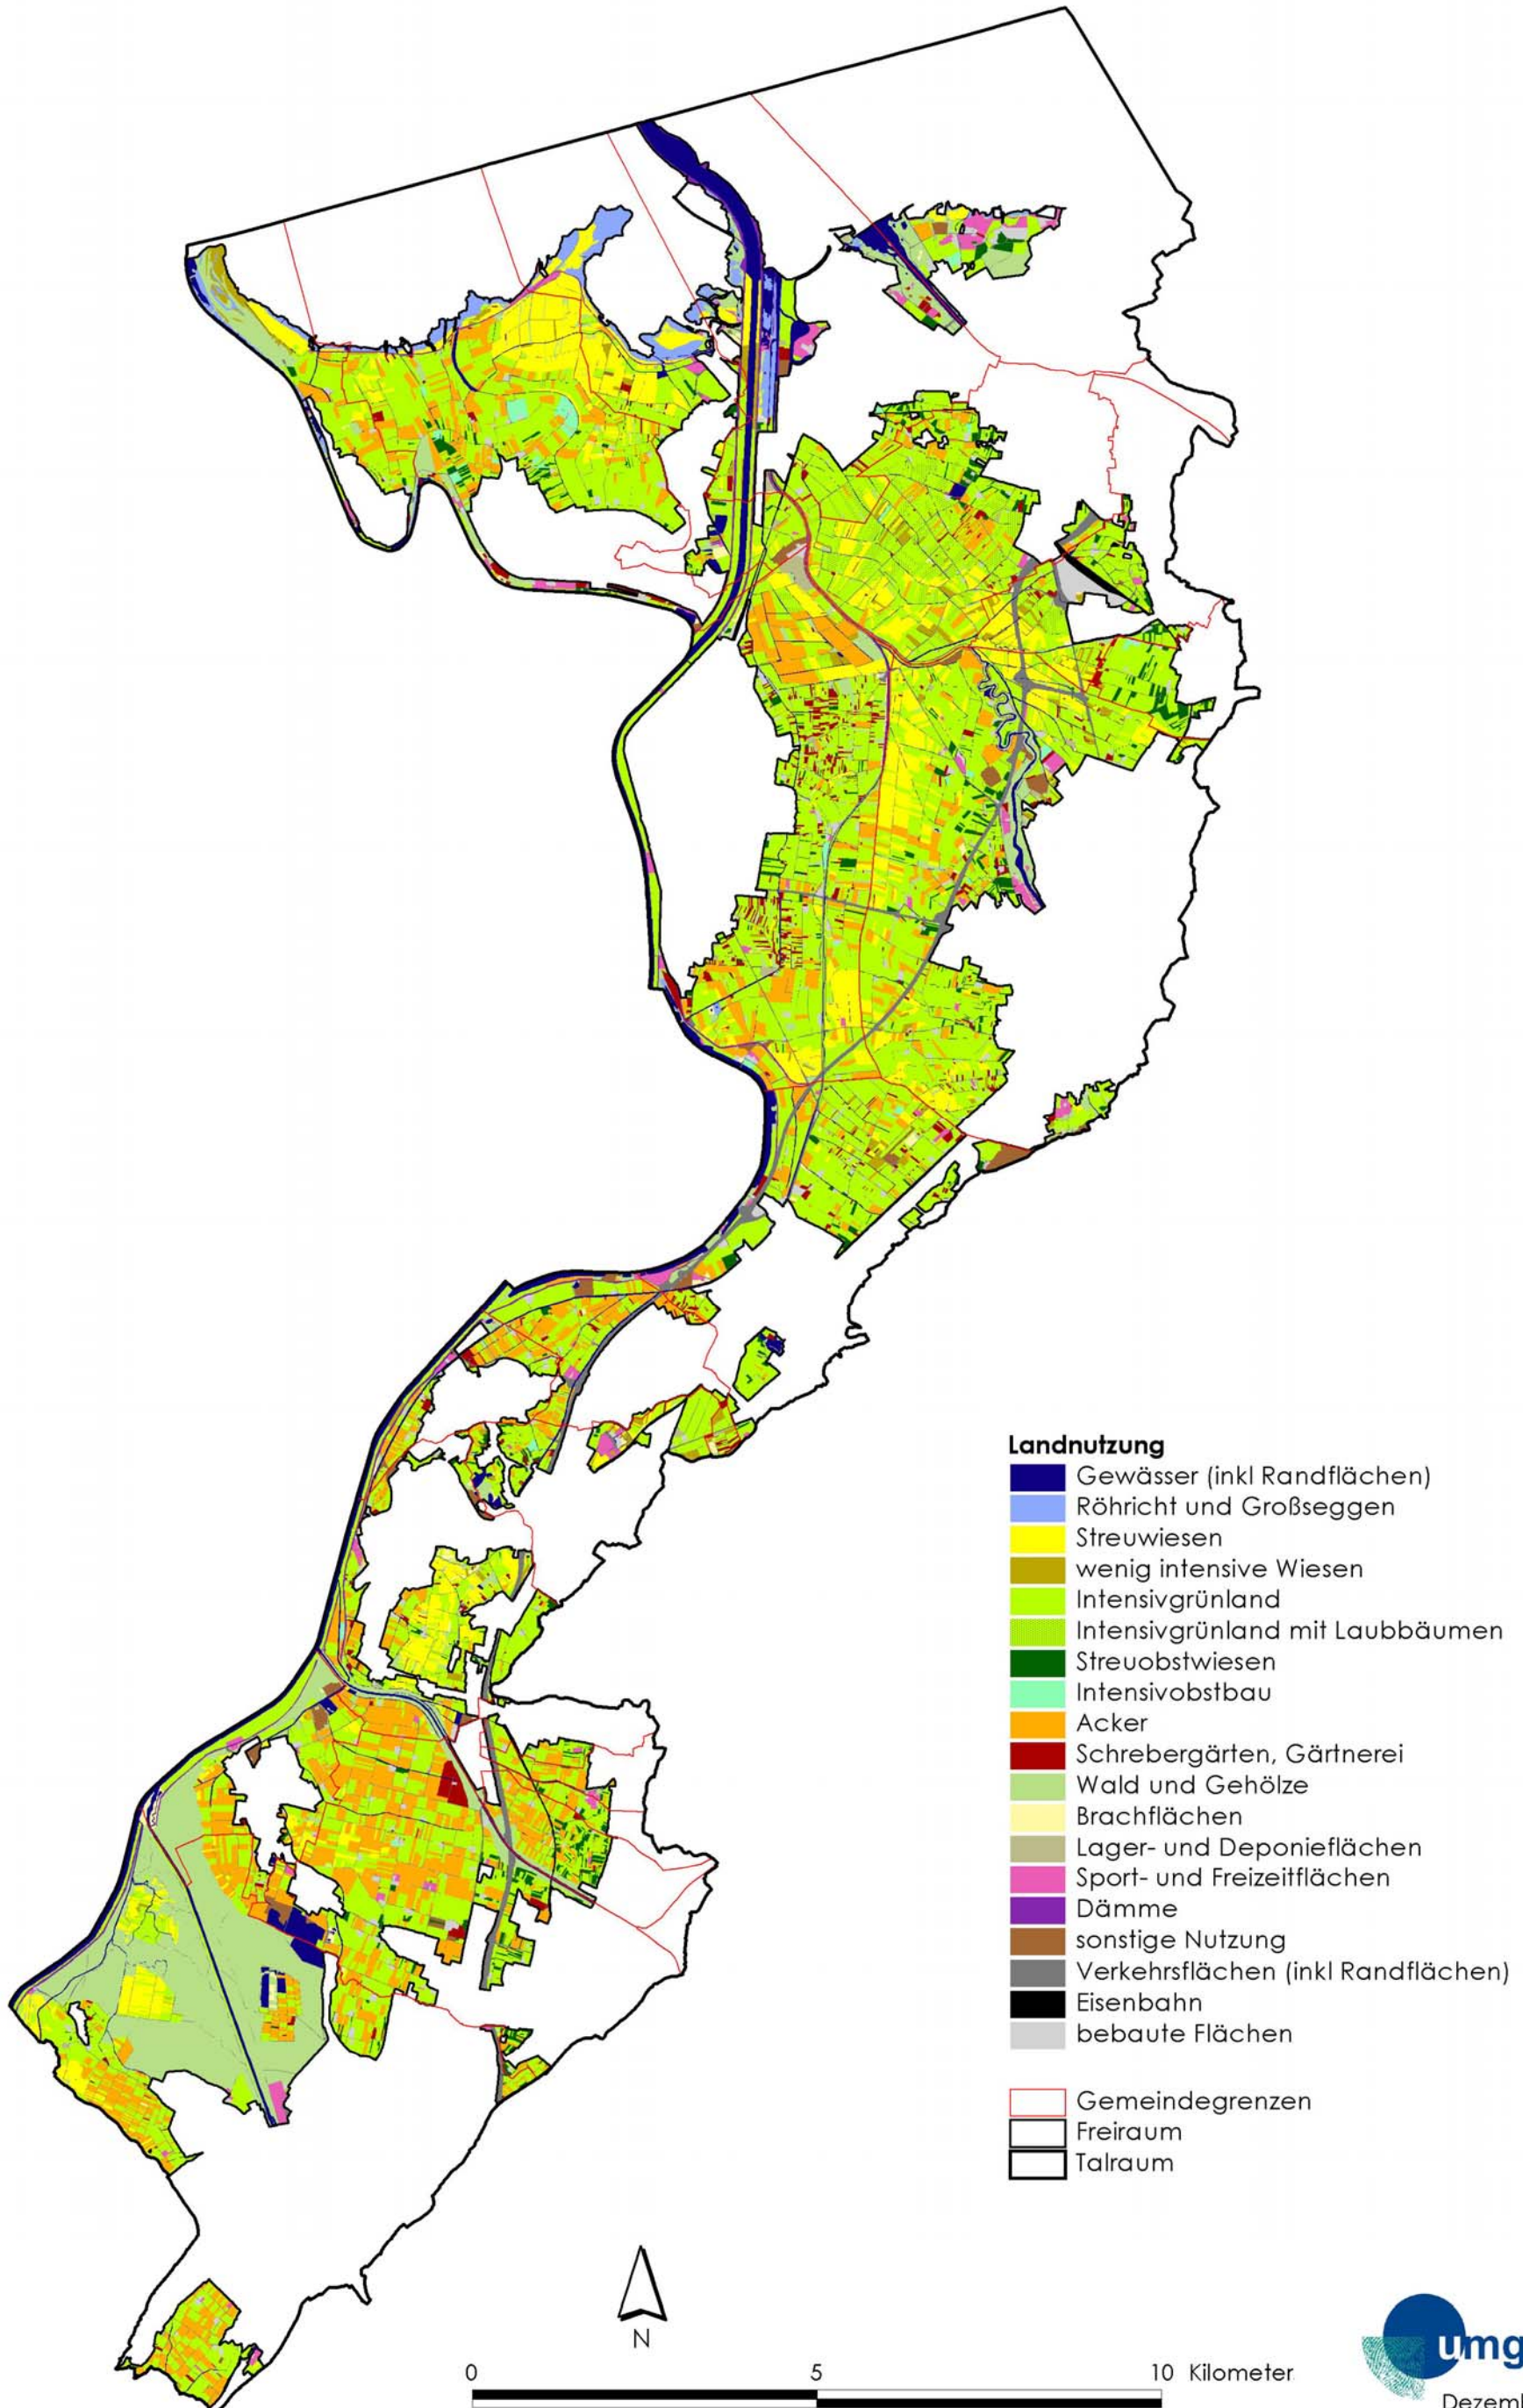 Landnutzung
Gewässer (inkl Randflächen)
Röhricht und Großseggen
Streuwiesen
wenig intensive Wiesen
Intensivgrünland
Intensivgrünland mit Laubbäumen
Streuobstwiesen
Intensivobstbau
Acker
Schrebergärten, Gärtnerei
Wald und Gehölze
Brachflächen
Lager- und Deponieflächen
Sport- und Freizeitflächen
Dämme
sonstige Nutzung
Verkehrsflächen (inkl Randflächen)
Eisenbahn
bebaute Flächen
Gemeindegrenzen
Freiraum
Talraum
N
0 5 10 Kilometer
umg